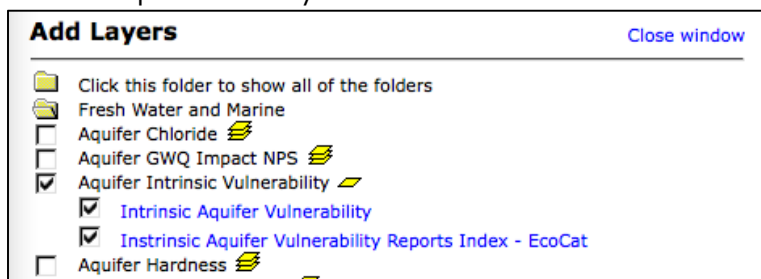 Add Layers
Close window
Click this folder to show all of the folders
Fresh Water and Marine
Aquifer Chloride
Aquifer GWQ Impact NPS
Aquifer Intrinsic Vulnerability
Intrinsic Aquifer Vulnerability
Instrinsic Aquifer Vulnerability Reports Index - EcoCat
Aquifer Hardness